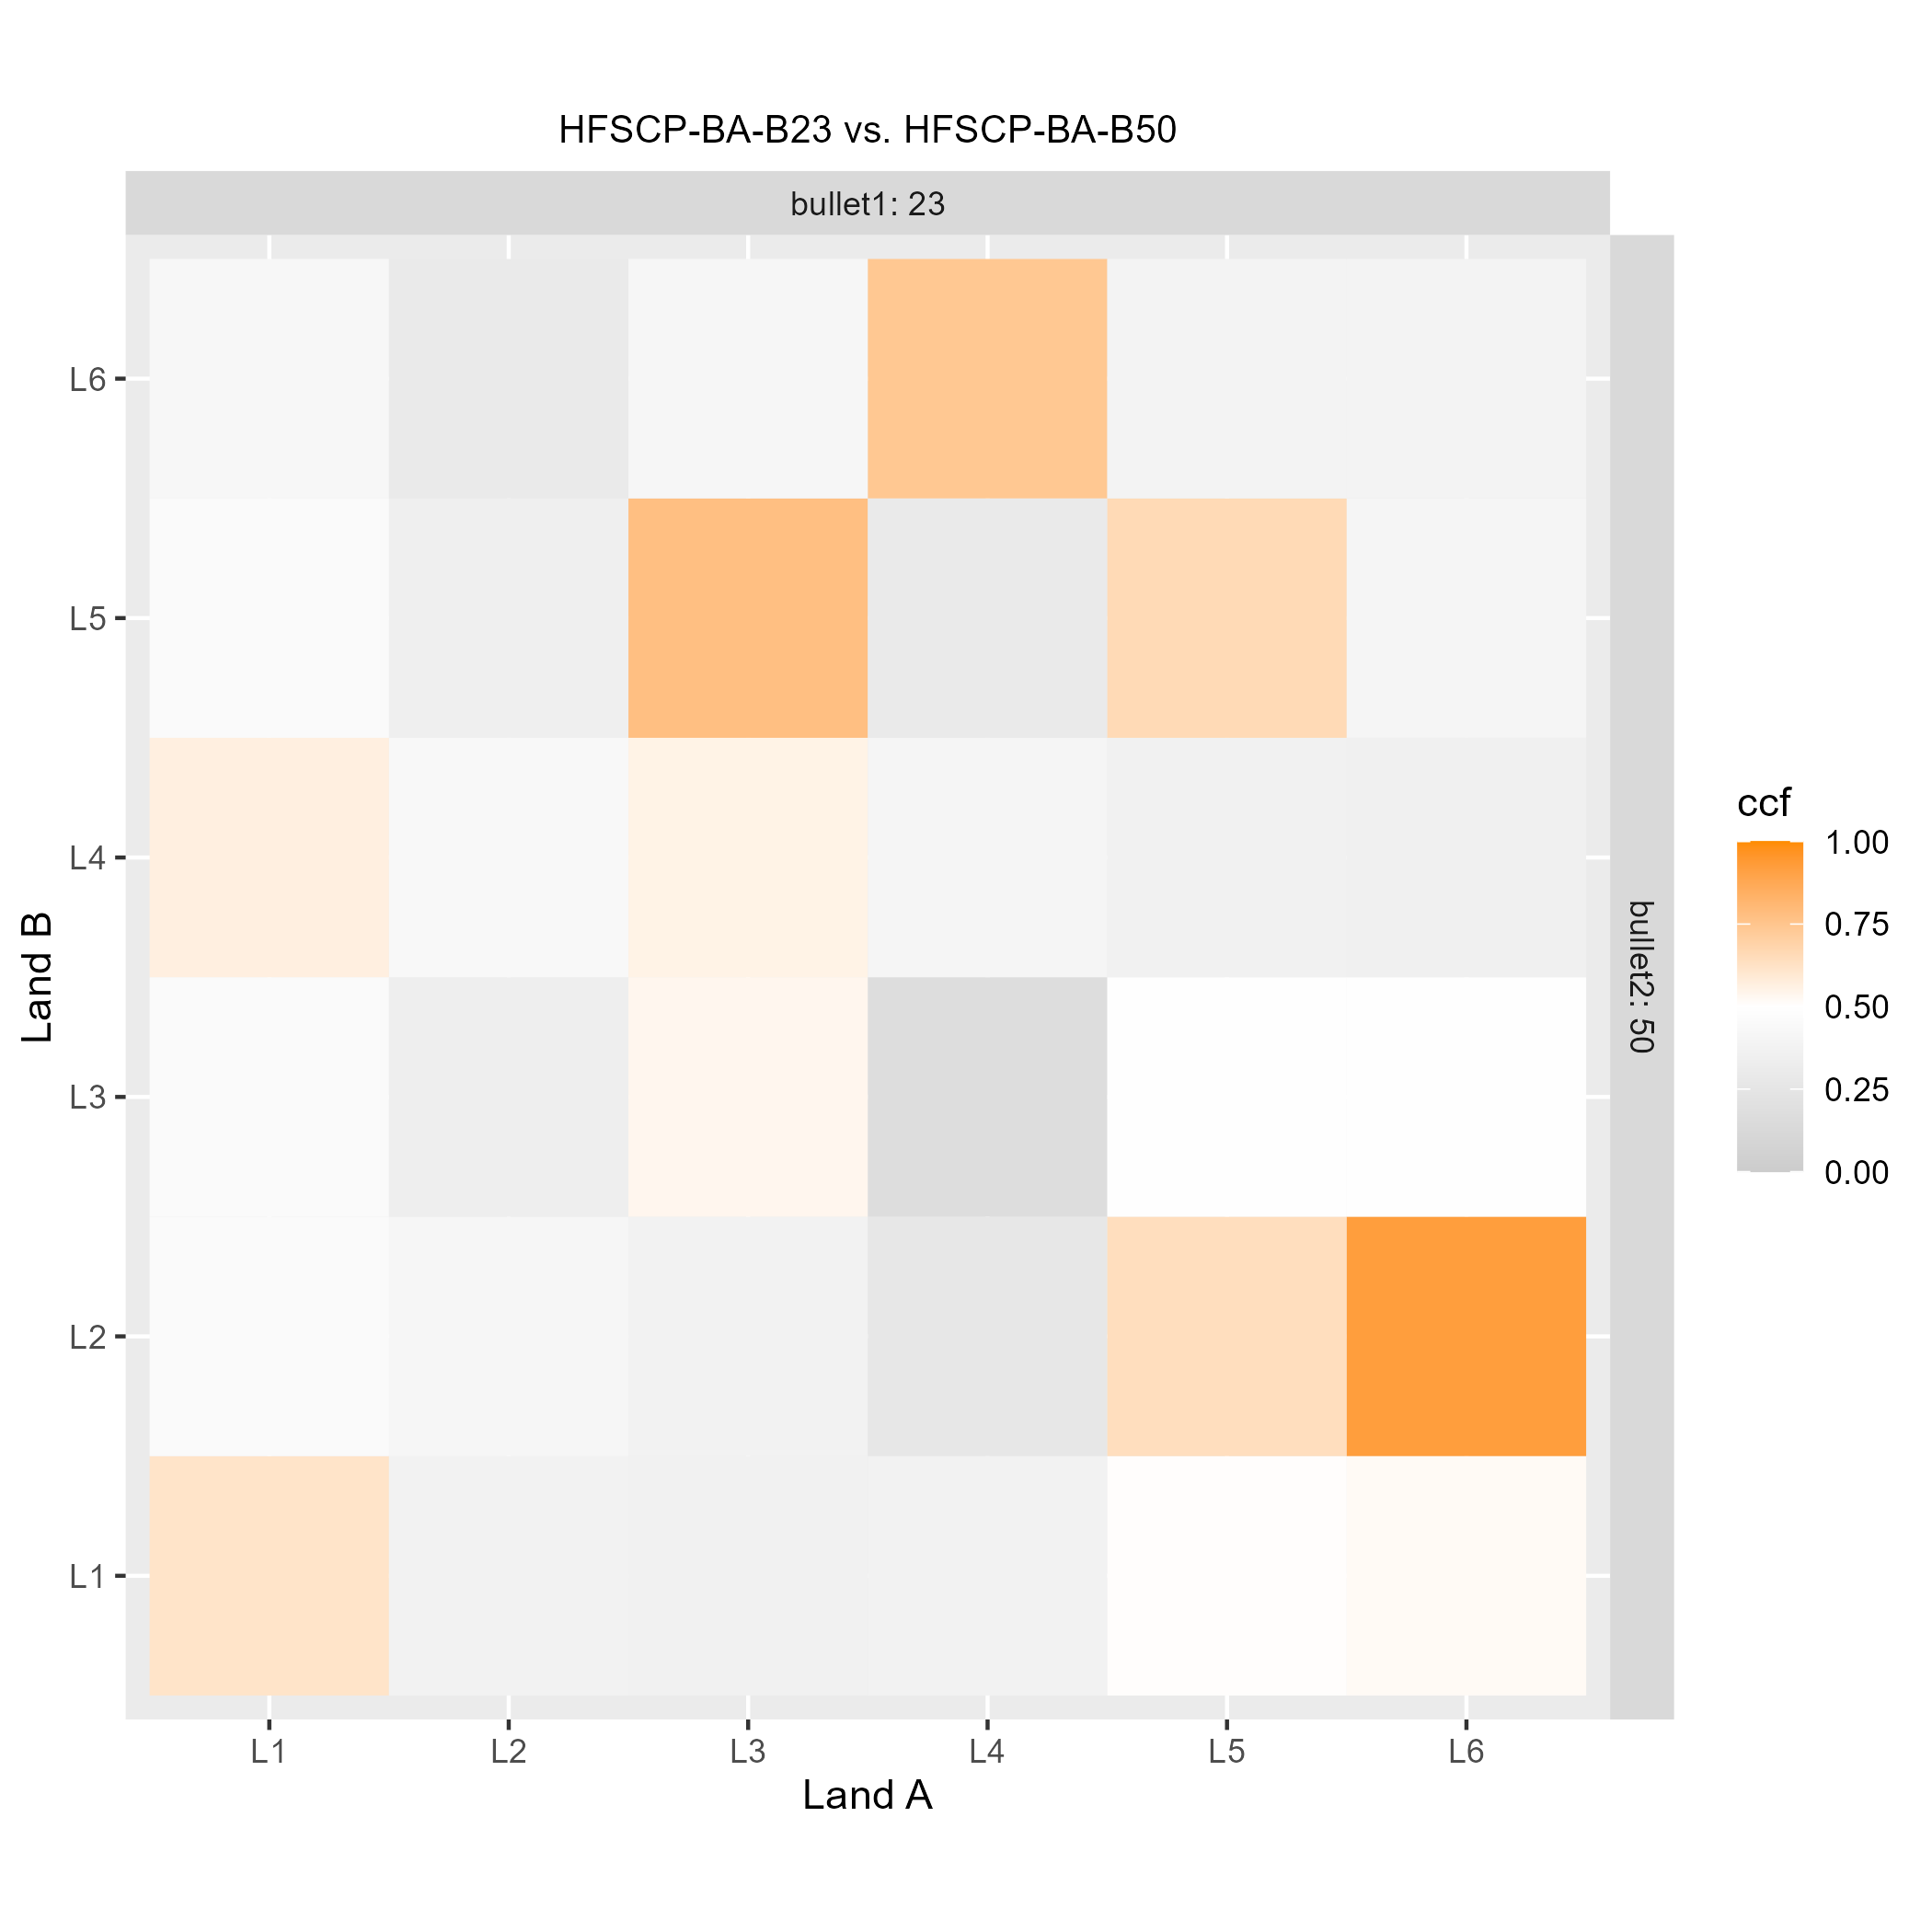 HFSCP-BA-B23 vs. HFSCP-BA-B50
bullet1: 23
L6
L5
L4
L3
L2
L1
Land B
bullet2: 50
ccf
1.00
0.75
0.50
0.25
0.00
L1 L2 L3 L4 L5 L6
Land A